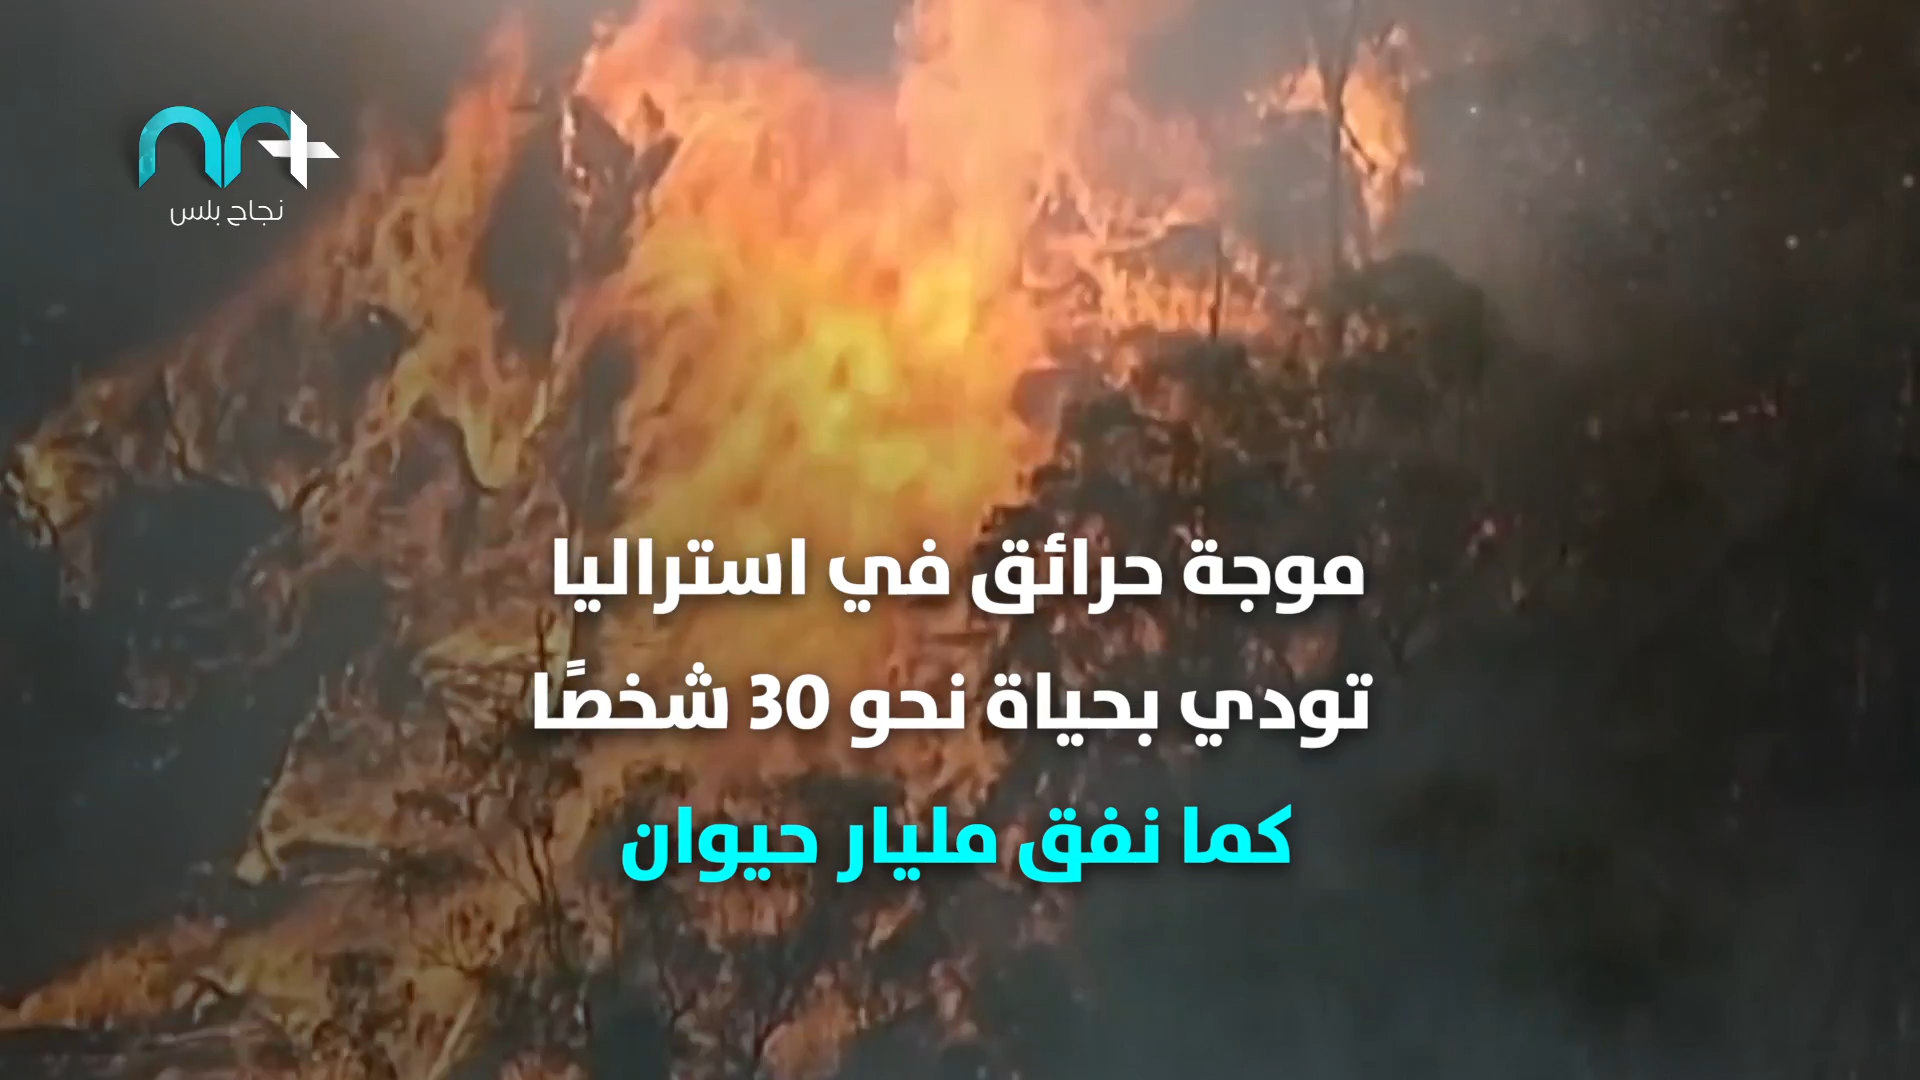 نجاح بلس
موجة حرائق في استراليا
تودي بحياة نحو 30 شخصًا
كما نفق مليار حيوان